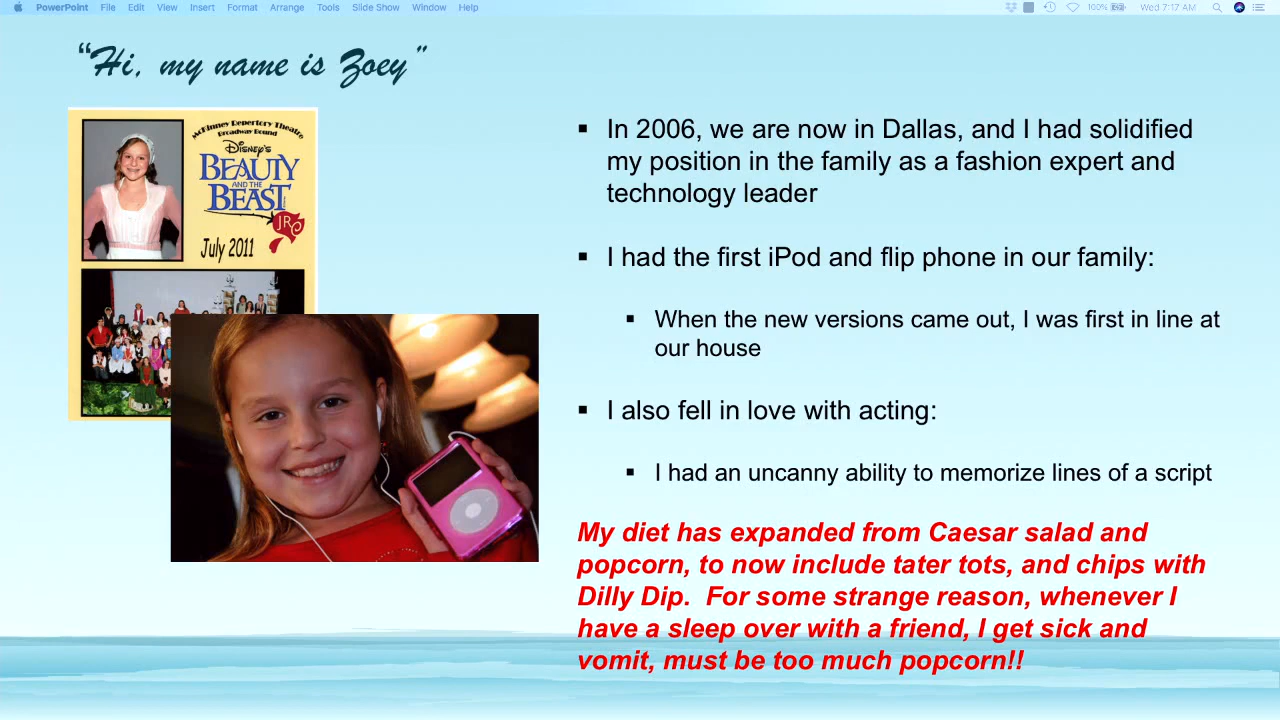 PowerPoint File Edit View Insert Format Arrange Tools Slide Show Window Help 100% Wed 7:17 AM
“Hi, my name is Zoey”
McKinney Repertory Theatre
Broadway Bound
Disney's
BEAUTY
AND THE
BEAST
JR
July 2011
▪ In 2006, we are now in Dallas, and I had solidified
my position in the family as a fashion expert and
technology leader
▪ I had the first iPod and flip phone in our family:
▪ When the new versions came out, I was first in line at
our house
▪ I also fell in love with acting:
▪ I had an uncanny ability to memorize lines of a script
My diet has expanded from Caesar salad and
popcorn, to now include tater tots, and chips with
Dilly Dip.  For some strange reason, whenever I
have a sleep over with a friend, I get sick and
vomit, must be too much popcorn!!